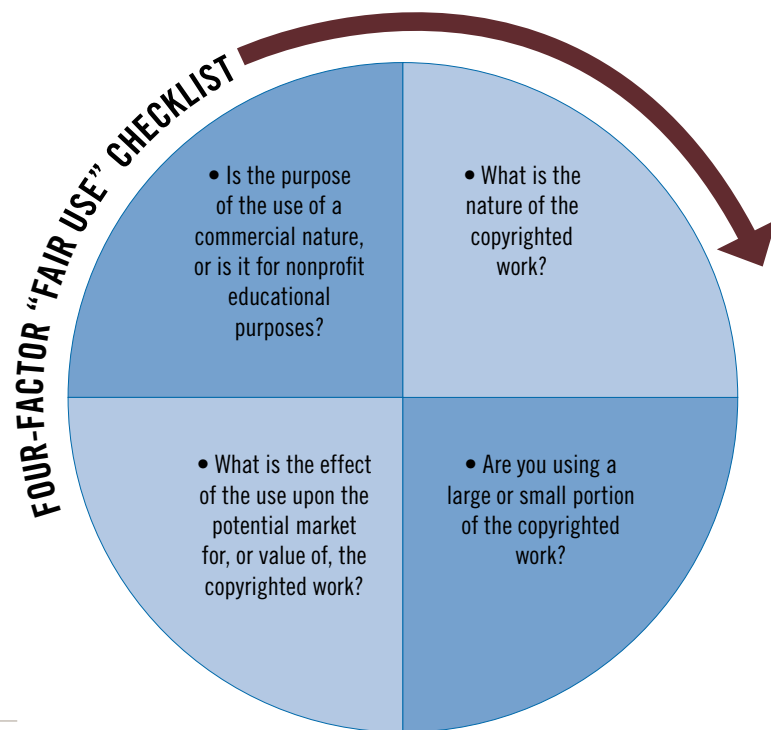 FOUR-FACTOR “FAIR USE” CHECKLIST
• Is the purpose
of the use of a
commercial nature,
or is it for nonprofit
educational
purposes?
• What is the
nature of the
copyrighted
work?
• Are you using a
large or small portion
of the copyrighted
work?
• What is the effect
of the use upon the
potential market
for, or value of, the
copyrighted work?